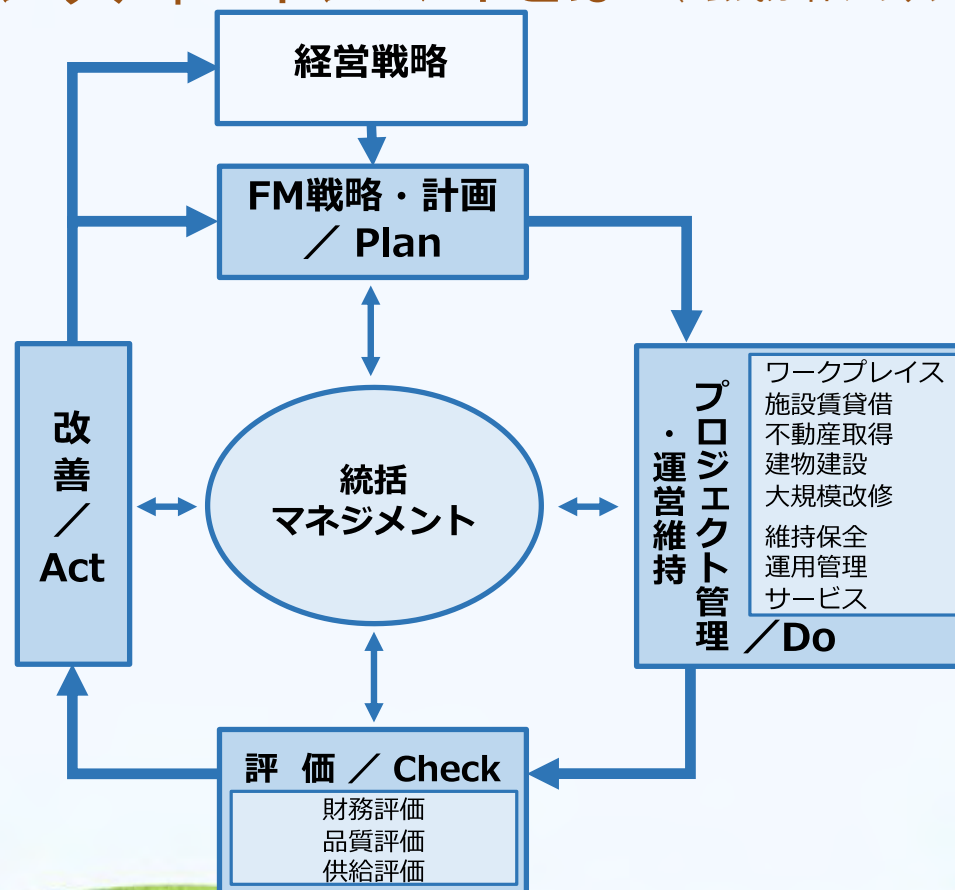 経営戦略
FM戦略・計画
／ Plan
プロジェクト管理
・運営維持
／Do
ワークプレイス
施設賃貸借
不動産取得
建物建設
大規模改修
維持保全
運用管理
サービス
統括
マネジメント
改善／Act
評 価 ／ Check
財務評価
品質評価
供給評価